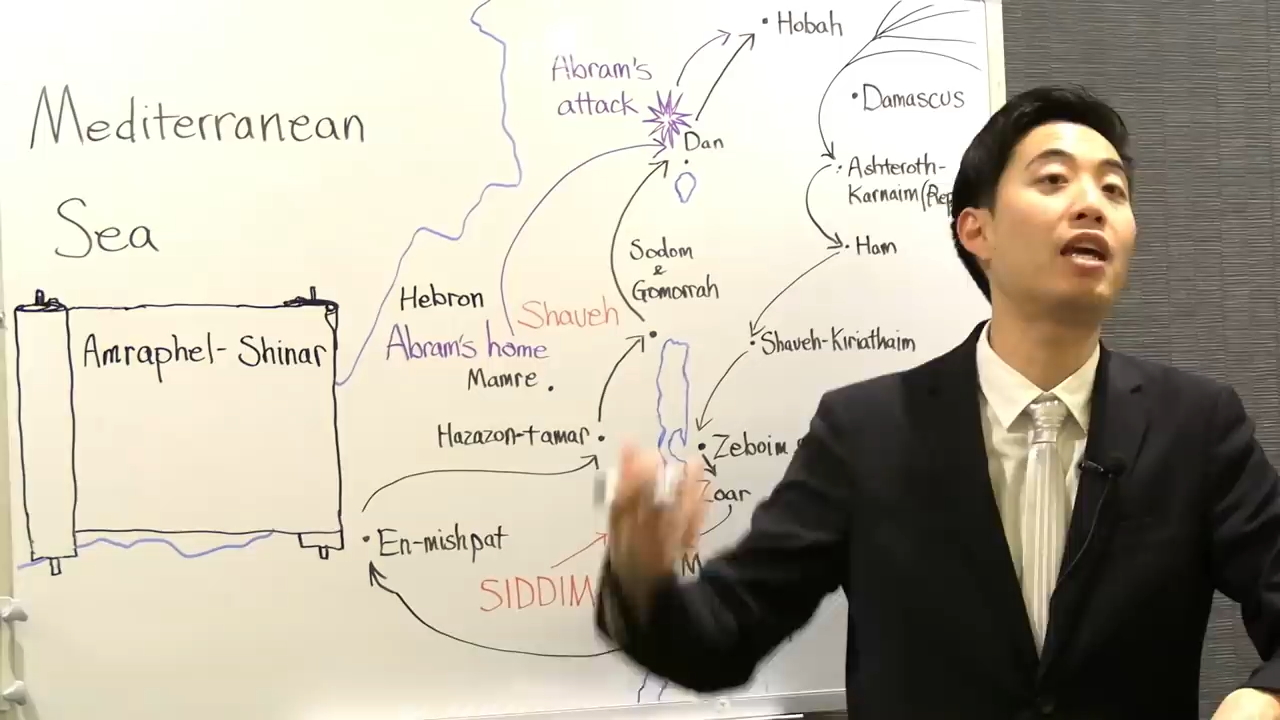 Mediterranean
Sea
Amraphel-Shinar
Abram's
attack
Hobah
Damascus
Dan
Ashteroth-
Karnaim
Ham
Sodom
&
Gomorrah
Hebron
Shaveh
Abram's home
Mamre
Shaveh-Kiriathaim
Hazazon-tamar
Zeboim
Zoar
En-mishpat
SIDDIM